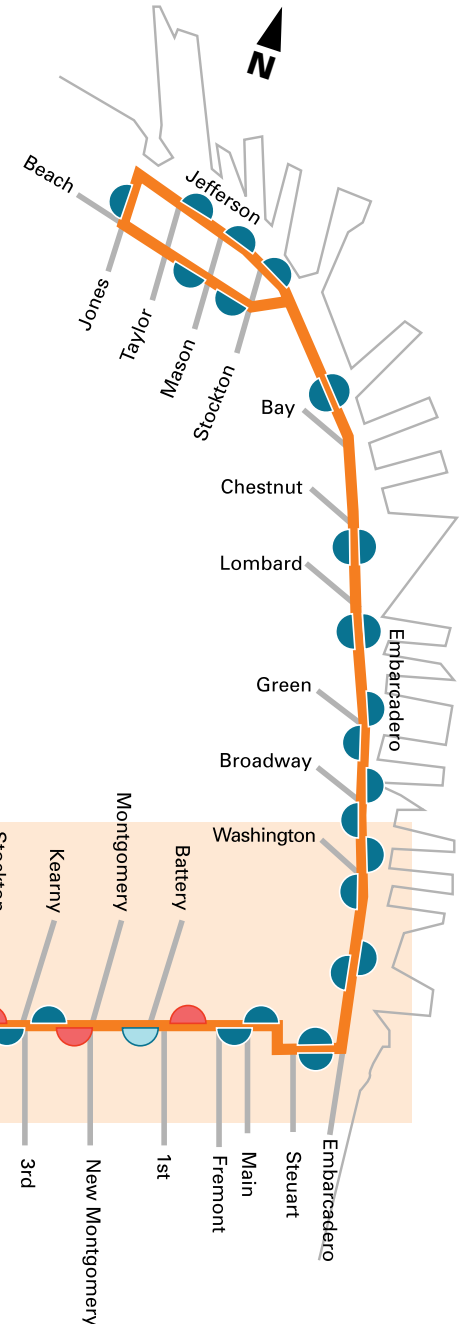 N
Beach
Jefferson
Jones
Taylor
Mason
Stockton
Bay
Chestnut
Lombard
Embarcadero
Green
Broadway
Washington
Montgomery
Battery
Kearny
Stockton
3rd
New Montgomery
1st
Fremont
Main
Steuart
Embarcadero